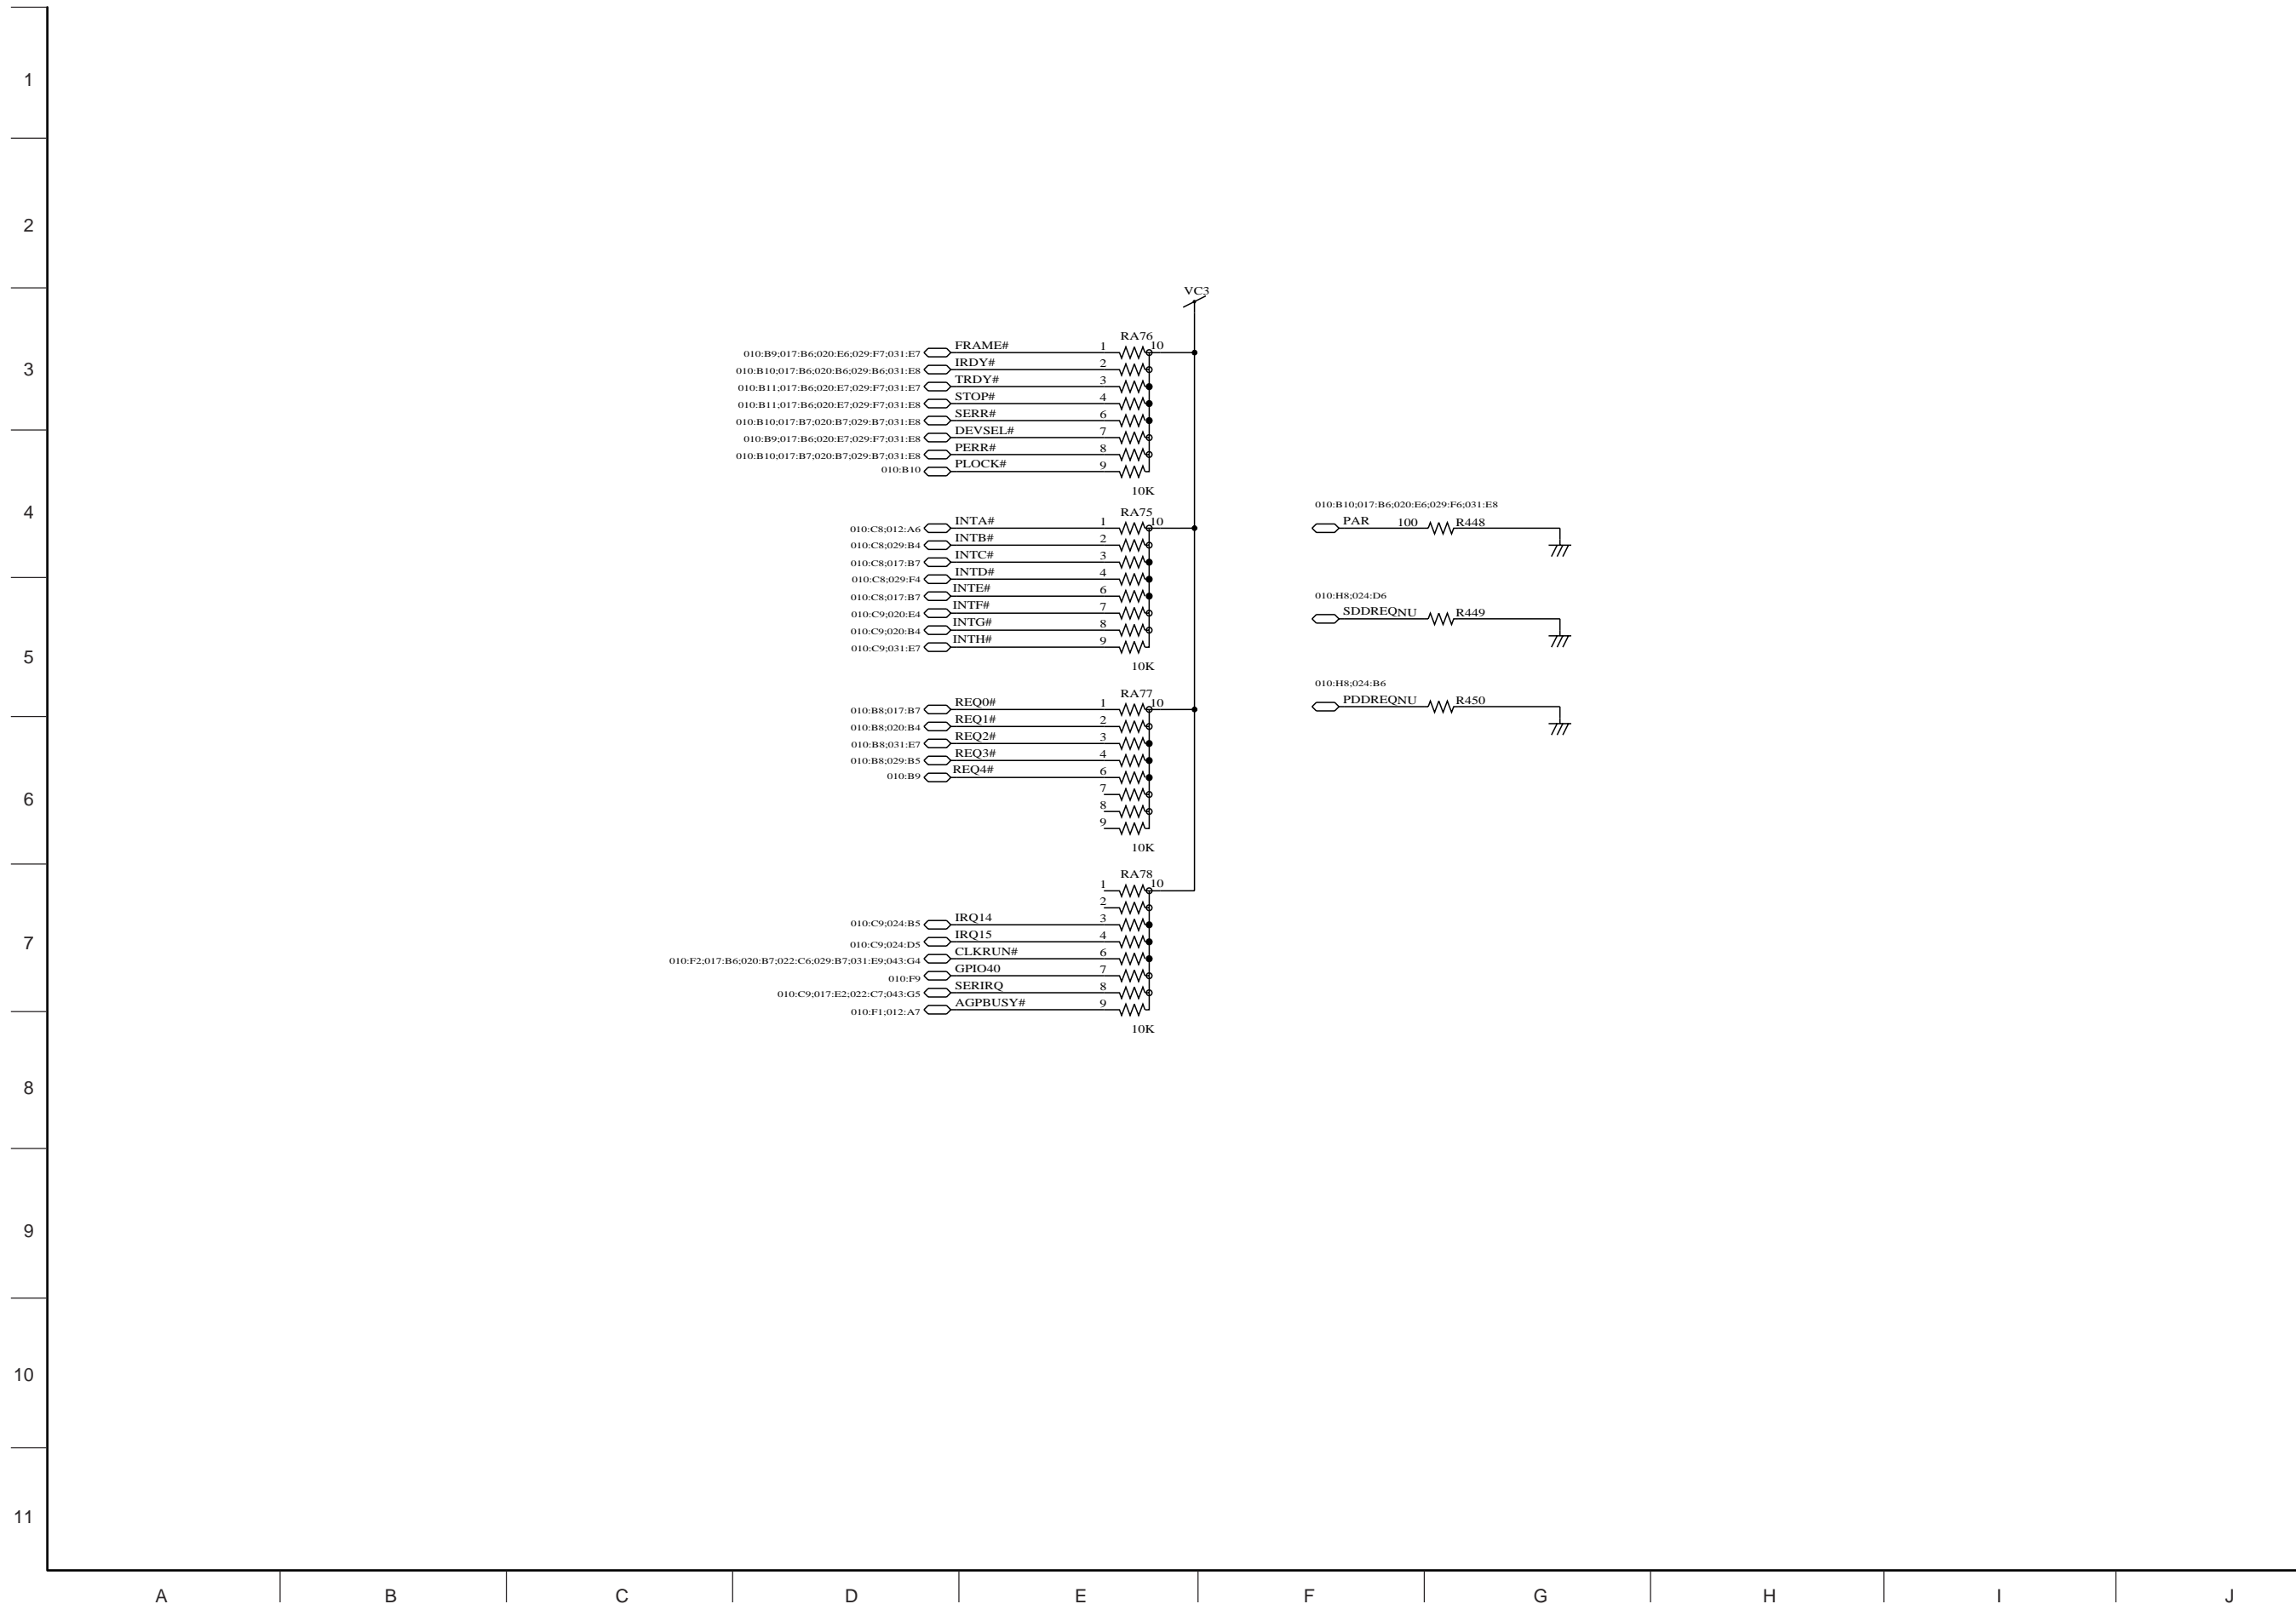 1
2
VC3
RA76
010:B9;017:B6;020:E6;029:F7;031:E7 FRAME# 1 10
3
010:B10;017:B6;020:B6;029:B6;031:E8 IRDY# 2
010:B11;017:B6;020:E7;029:F7;031:E7 TRDY# 3
010:B11;017:B6;020:E7;029:F7;031:E8 STOP# 4
010:B10;017:B7;020:B7;029:B7;031:E8 SERR# 6
010:B9;017:B6;020:E7;029:F7;031:E8 DEVSEL# 7
010:B10;017:B7;020:B7;029:B7;031:E8 PERR# 8
010:B10 PLOCK# 9
10K
4
RA75
010:C8;012:A6 INTA# 1 10
010:C8;029:B4 INTB# 2
010:C8;017:B7 INTC# 3
010:C8;029:F4 INTD# 4
010:C8;017:B7 INTE# 6
010:C9;020:E4 INTF# 7
010:C9;020:B4 INTG# 8
010:C9;031:E7 INTH# 9
10K
010:B10;017:B6;020:E6;029:F6;031:E8
PAR 100 R448
010:H8;024:D6
SDDREQ NU R449
5
010:H8;024:B6
PDDREQ NU R450
RA77
010:B8;017:B7 REQ0# 1 10
010:B8;020:B4 REQ1# 2
010:B8;031:E7 REQ2# 3
010:B8;029:B5 REQ3# 4
010:B9 REQ4# 6
7
6
8
9
10K
RA78
1 10
2
010:C9;024:B5 IRQ14 3
7
010:C9;024:D5 IRQ15 4
010:F2;017:B6;020:B7;022:C6;029:B7;031:E9;043:G4 CLKRUN# 6
010:F9 GPIO40 7
010:C9;017:E2;022:C7;043:G5 SERIRQ 8
010:F1;012:A7 AGPBUSY# 9
10K
8
9
10
11
A B C D E F G H I J